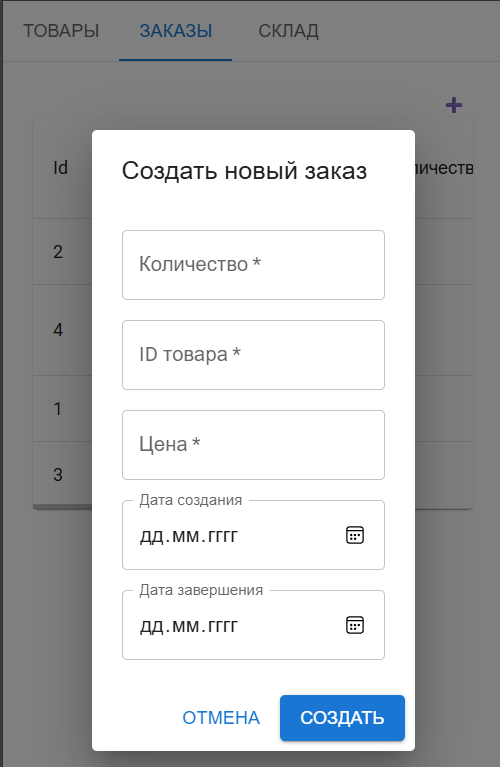 ТОВАРЫ ЗАКАЗЫ СКЛАД
Создать новый заказ
Id личеств
Количество *
2
ID товара *
4
Цена *
1
3
Дата создания
дд.мм.гггг
Дата завершения
дд.мм.гггг
ОТМЕНА СОЗДАТЬ